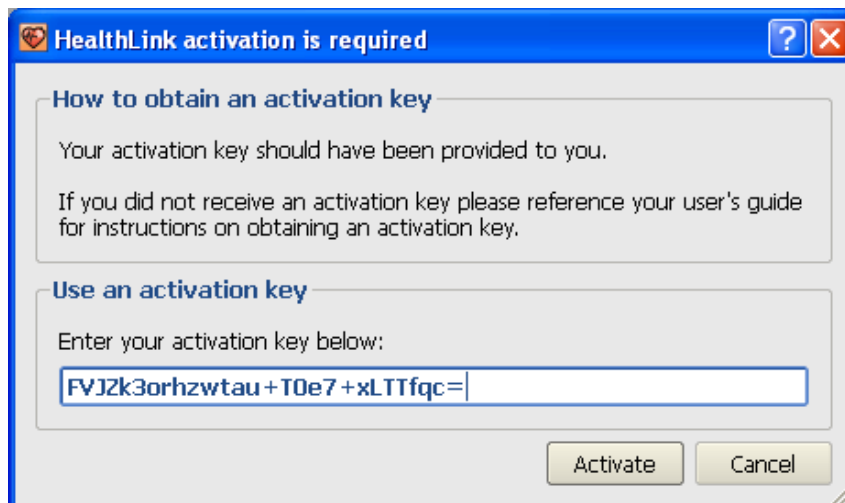 HealthLink activation is required
?
How to obtain an activation key
Your activation key should have been provided to you.
If you did not receive an activation key please reference your user's guide
for instructions on obtaining an activation key.
Use an activation key
Enter your activation key below:
FVJZk3orhzwtau+T0e7+xLTTfqc=
Activate Cancel